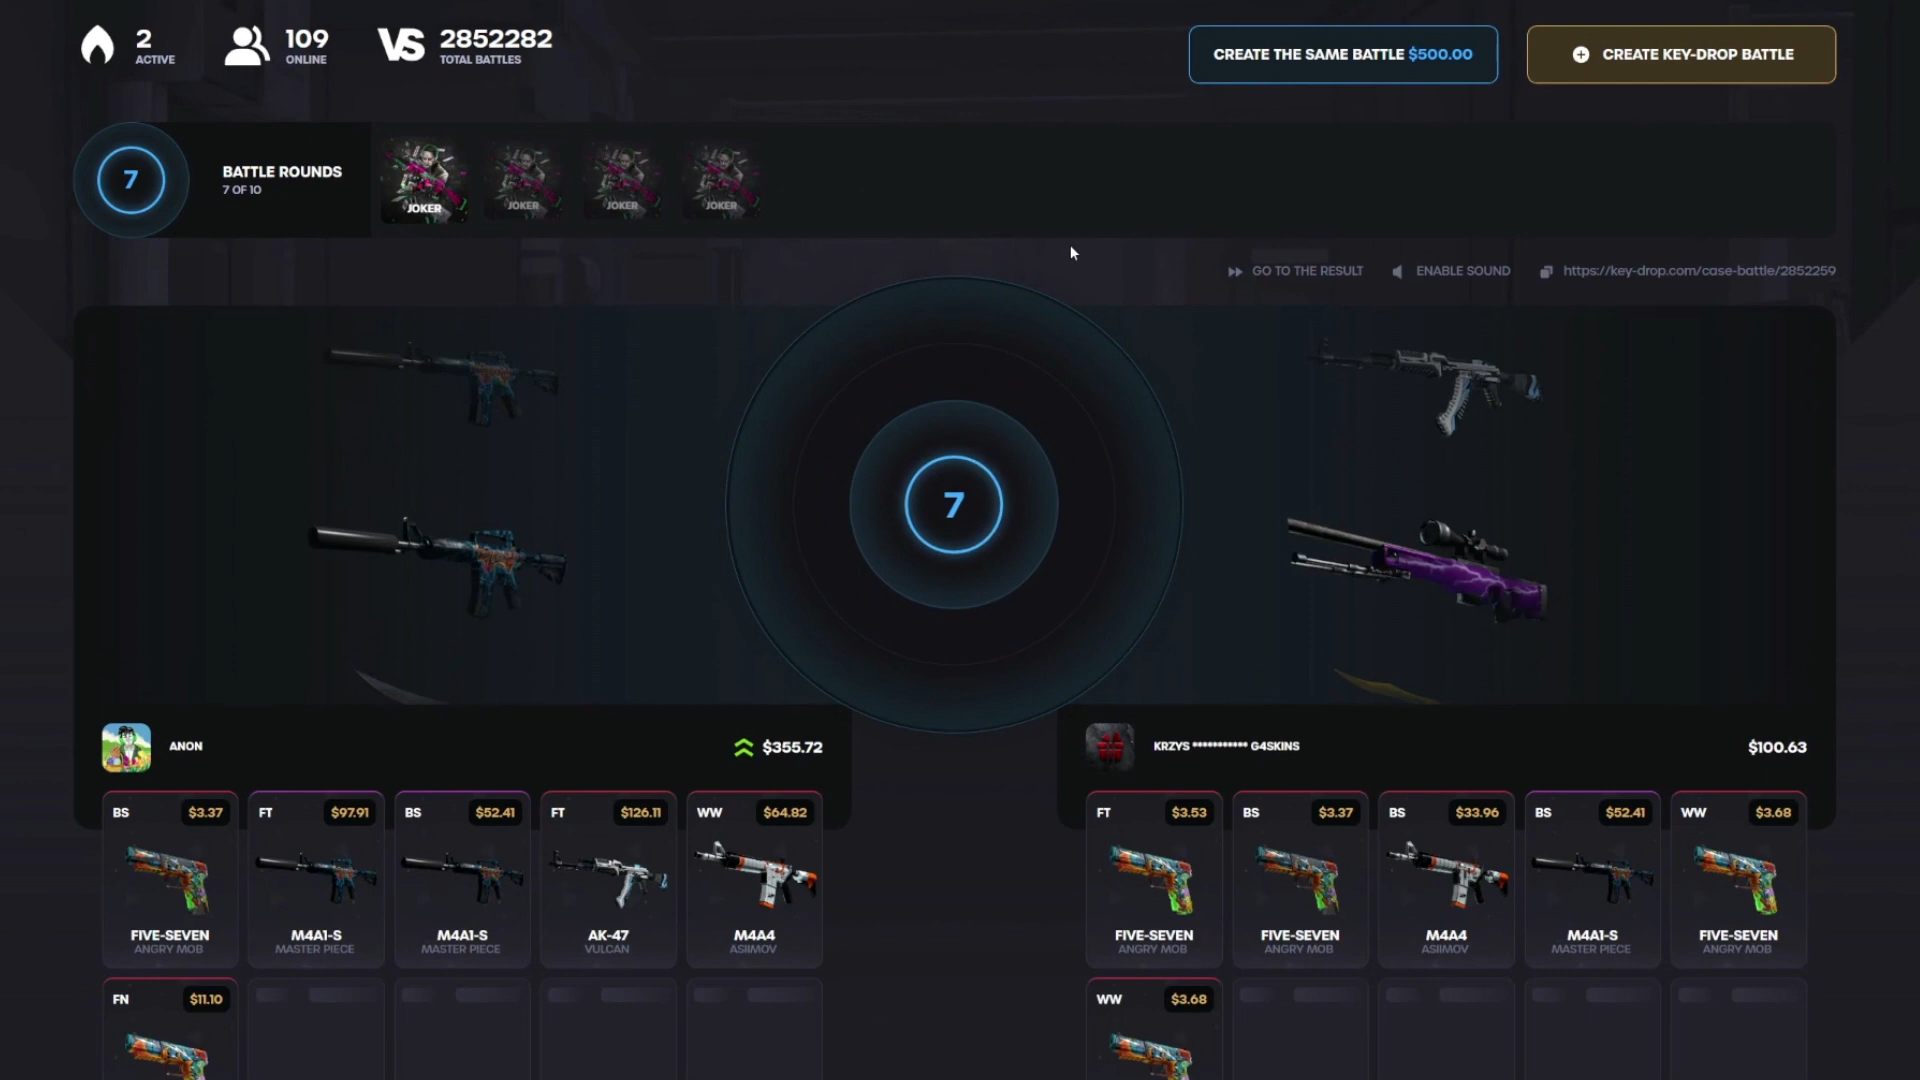 2
ACTIVE
109
ONLINE
VS
2852282
TOTAL BATTLES
CREATE THE SAME BATTLE $500.00
CREATE KEY-DROP BATTLE
7
BATTLE ROUNDS
7 OF 10
JOKER
JOKER
JOKER
JOKER
GO TO THE RESULT
ENABLE SOUND
https://key-drop.com/case-battle/2852259
7
ANON
$355.72
KRZYS *********** G4SKINS
$100.63
BS $3.37
FT $97.91
BS $52.41
FT $126.11
WW $64.82
FT $3.53
BS $3.37
BS $33.96
BS $52.41
WW $3.68
FIVE-SEVEN
ANGRY MOB
M4A1-S
MASTER PIECE
M4A1-S
MASTER PIECE
AK-47
VULCAN
M4A4
ASIIMOV
FIVE-SEVEN
ANGRY MOB
FIVE-SEVEN
ANGRY MOB
M4A4
ASIIMOV
M4A1-S
MASTER PIECE
FIVE-SEVEN
ANGRY MOB
FN $11.10
WW $3.68